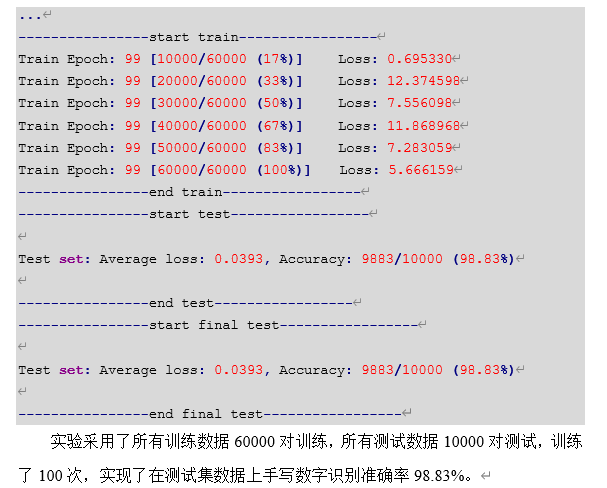 ...
----------------start train-----------------
Train Epoch: 99 [10000/60000 (17%)] Loss: 0.695330
Train Epoch: 99 [20000/60000 (33%)] Loss: 12.374598
Train Epoch: 99 [30000/60000 (50%)] Loss: 7.556098
Train Epoch: 99 [40000/60000 (67%)] Loss: 11.868968
Train Epoch: 99 [50000/60000 (83%)] Loss: 7.283059
Train Epoch: 99 [60000/60000 (100%)] Loss: 5.666159
----------------end train-----------------
----------------start test-----------------
Test set: Average loss: 0.0393, Accuracy: 9883/10000 (98.83%)
----------------end test-----------------
----------------start final test-----------------
Test set: Average loss: 0.0393, Accuracy: 9883/10000 (98.83%)
----------------end final test-----------------
实验采用了所有训练数据 60000 对训练，所有测试数据 10000 对测试，训练
了 100 次，实现了在测试集数据上手写数字识别准确率 98.83%。